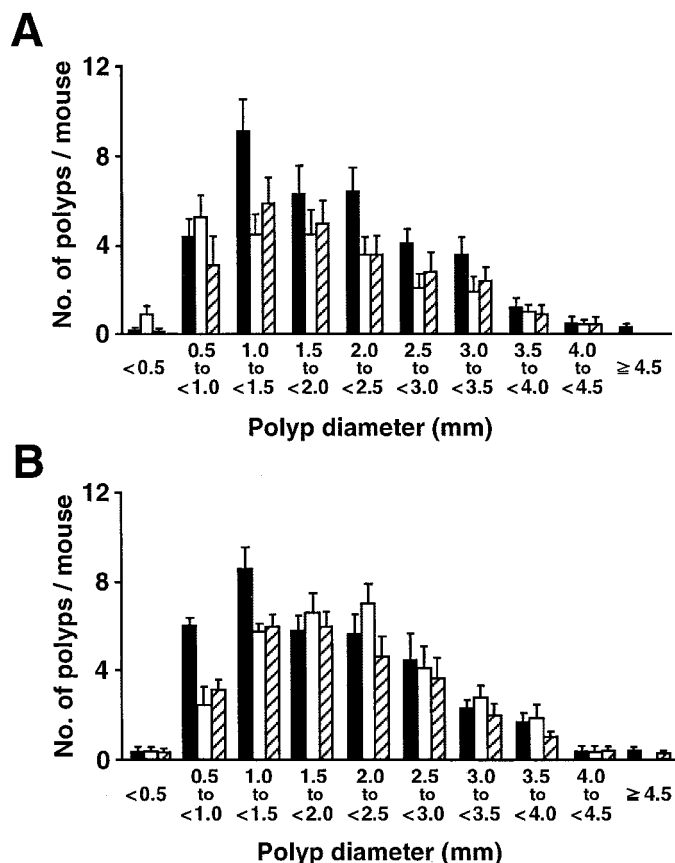 A
12
8
4
0
No. of polyps / mouse
<0.5
0.5 to <1.0
1.0 to <1.5
1.5 to <2.0
2.0 to <2.5
2.5 to <3.0
3.0 to <3.5
3.5 to <4.0
4.0 to <4.5
≧ 4.5
Polyp diameter (mm)
B
12
8
4
0
No. of polyps / mouse
<0.5
0.5 to <1.0
1.0 to <1.5
1.5 to <2.0
2.0 to <2.5
2.5 to <3.0
3.0 to <3.5
3.5 to <4.0
4.0 to <4.5
≧ 4.5
Polyp diameter (mm)